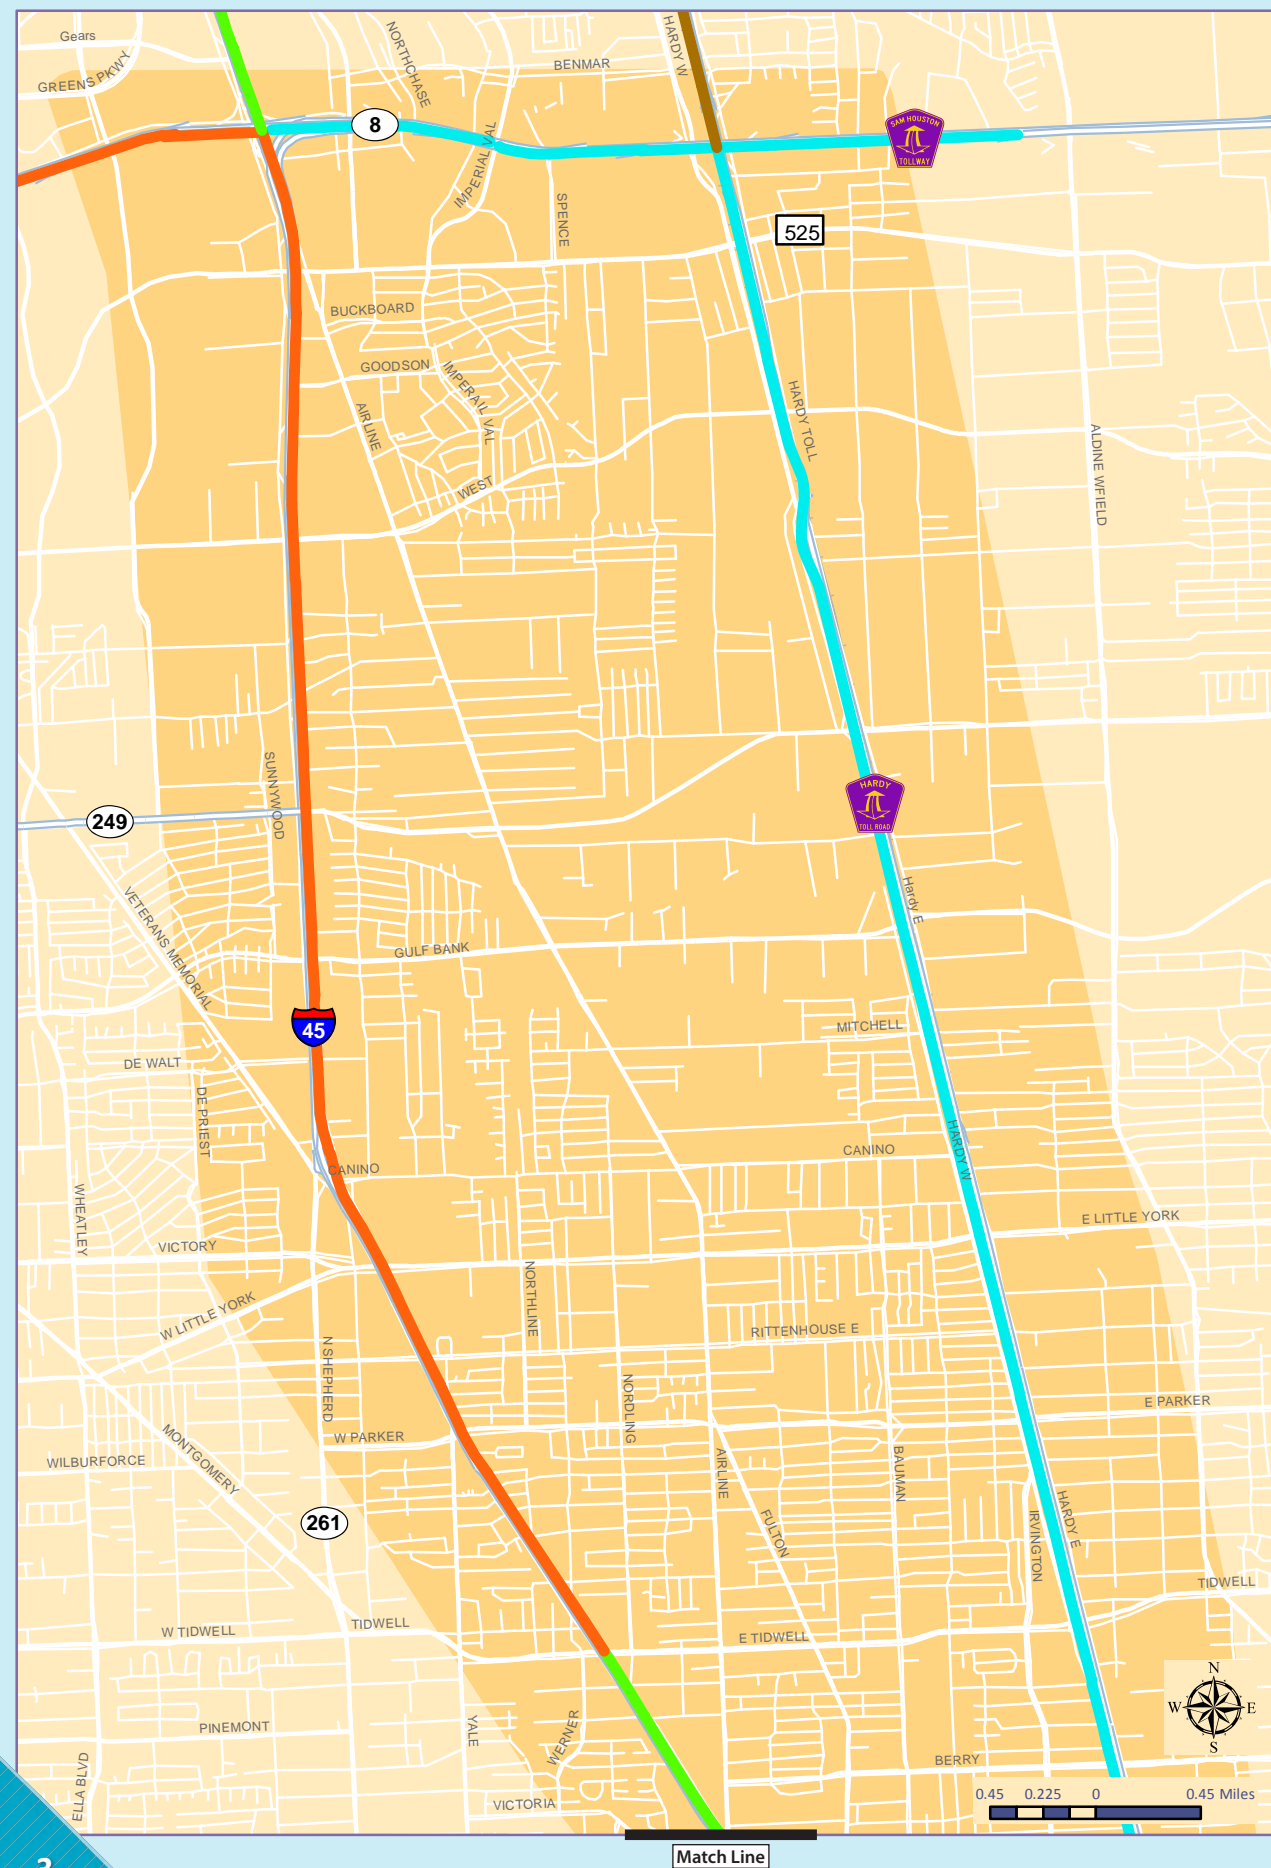 Gears
GREENS PKWY
NORTHCHASE
HARDY W
BENMAR
8
IMPERIAL VAL
SAM HOUSTON
TOLLWAY
SPENCE
525
BUCKBOARD
GOODSON
IMPERAIL VAL
AIRLINE
HARDY TOLL
WEST
ALDINE WFIELD
SUNNYWOOD
249
HARDY
TOLL ROAD
VETERANS MEMORIAL
Hardy E
GULF BANK
45
MITCHELL
DE WALT
DE PRIEST
HARDY W
CANINO
CANINO
WHEATLEY
E LITTLE YORK
VICTORY
NORTHLINE
W LITTLE YORK
RITTENHOUSE E
N SHEPHERD
NORDLING
E PARKER
W PARKER
MONTGOMERY
WILBURFORCE
AIRLINE
BAUMAN
261
FULTON
HARDY E
IRVINGTON
TIDWELL
TIDWELL
W TIDWELL
E TIDWELL
N
W E
S
PINEMONT
YALE
WERNER
BERRY
ELLA BLVD
0.45 0.225 0 0.45 Miles
VICTORIA
Match Line
3